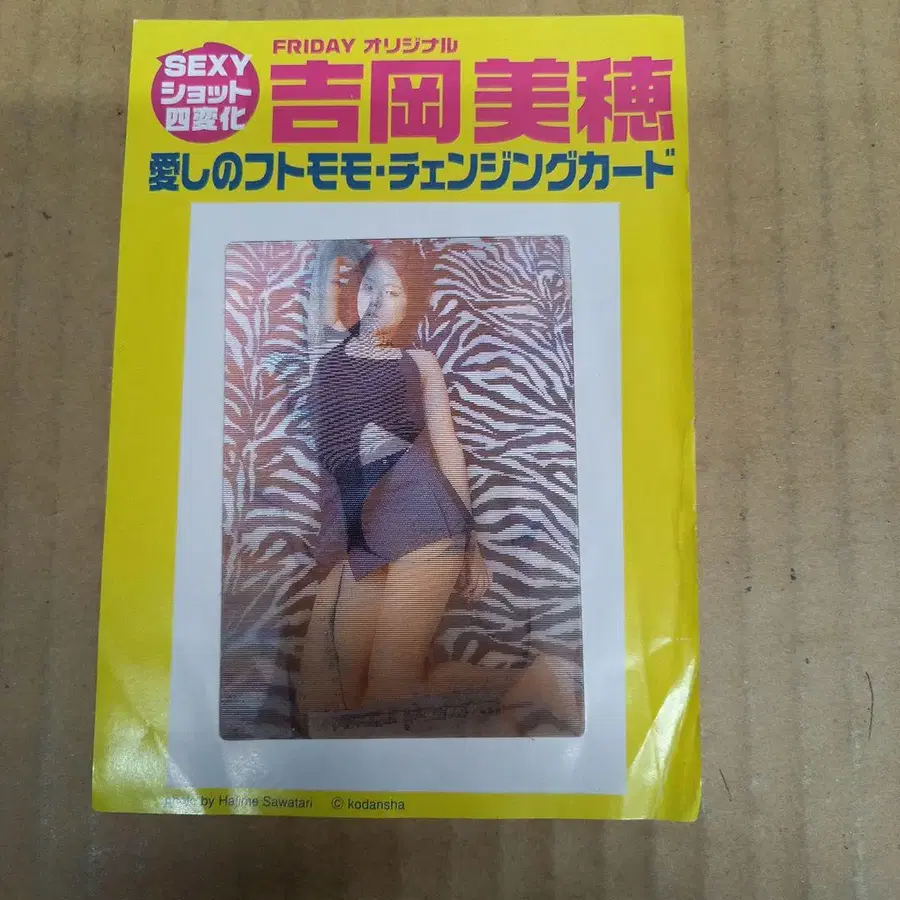 FRIDAY オリジナル
SEXY
ショット
四変化
吉岡美穂
愛しのフトモモ・チェンジングカード
Photo by Hajime Sawatari © kodansha